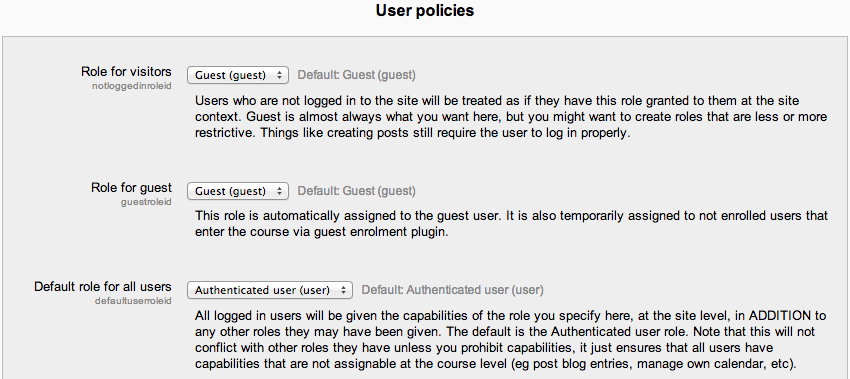 User policies
Role for visitors Guest (guest) Default: Guest (guest)
notloggedinroleid
Users who are not logged in to the site will be treated as if they have this role granted to them at the site
context. Guest is almost always what you want here, but you might want to create roles that are less or more
restrictive. Things like creating posts still require the user to log in properly.
Role for guest Guest (guest) Default: Guest (guest)
guestroleid
This role is automatically assigned to the guest user. It is also temporarily assigned to not enrolled users that
enter the course via guest enrolment plugin.
Default role for all users Authenticated user (user) Default: Authenticated user (user)
defaultuserroleid
All logged in users will be given the capabilities of the role you specify here, at the site level, in ADDITION to
any other roles they may have been given. The default is the Authenticated user role. Note that this will not
conflict with other roles they have unless you prohibit capabilities, it just ensures that all users have
capabilities that are not assignable at the course level (eg post blog entries, manage own calendar, etc).